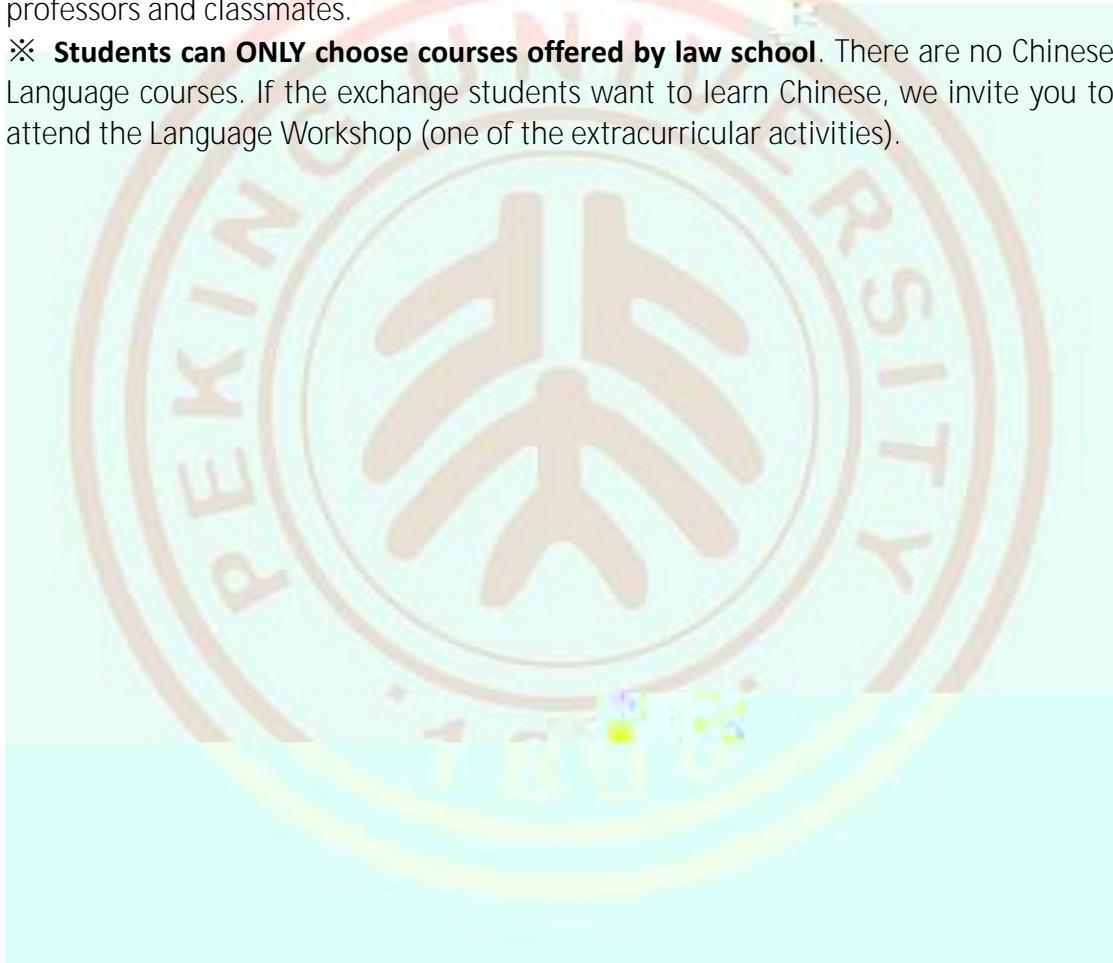 professors and classmates.
※ Students can ONLY choose courses offered by law school. There are no Chinese
Language courses. If the exchange students want to learn Chinese, we invite you to
attend the Language Workshop (one of the extracurricular activities).
PEKING UNIVERSITY